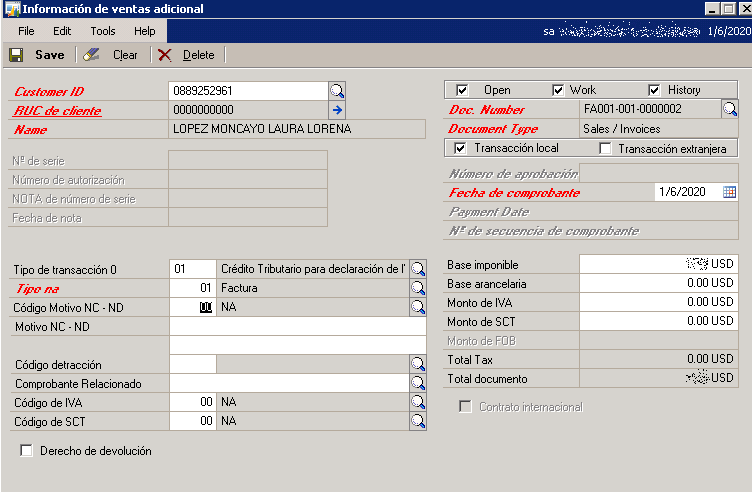 Información de ventas adicional
File Edit Tools Help
sa 1/6/2020
Save Clear Delete
Customer ID 0889252961
RUC de cliente 0000000000
Name LOPEZ MONCAYO LAURA LORENA
Nº de serie
Número de autorización
NOTA de número de serie
Fecha de nota
Open Work History
Doc. Number FA001-001-0000002
Document Type Sales / Invoices
Transacción local Transacción extranjera
Número de aprobación
Fecha de comprobante 1/6/2020
Payment Date
Nº de secuencia de comprobante
Tipo de transacción 0 01 Crédito Tributario para declaración de I'
Tipo na 01 Factura
Código Motivo NC - ND 00 NA
Motivo NC - ND
Código detracción
Comprobante Relacionado
Código de IVA 00 NA
Código de SCT 00 NA
Derecho de devolución
Base imponible USD
Base arancelaria 0.00 USD
Monto de IVA 0.00 USD
Monto de SCT 0.00 USD
Monto de FOB
Total Tax 0.00 USD
Total documento USD
Contrato internacional